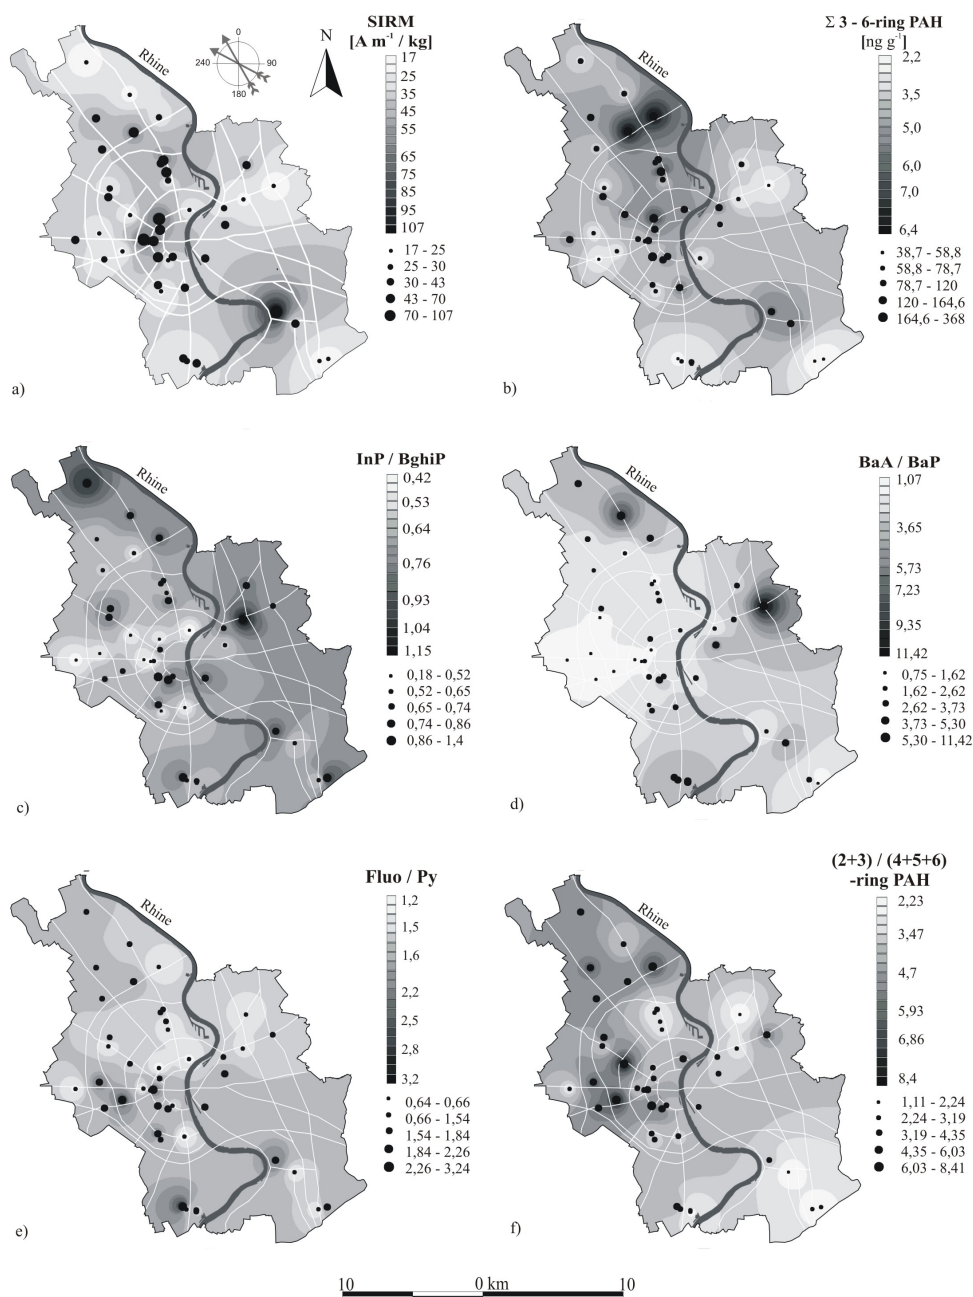 SIRM
[A m⁻¹ / kg]
17
25
35
45
55
65
75
85
95
107
17 - 25
25 - 30
30 - 43
43 - 70
70 - 107
0
240
90
180
N
Rhine
a)
Σ 3 - 6-ring PAH
[ng g⁻¹]
2,2
3,5
5,0
6,0
7,0
6,4
38,7 - 58,8
58,8 - 78,7
78,7 - 120
120 - 164,6
164,6 - 368
Rhine
b)
InP / BghiP
0,42
0,53
0,64
0,76
0,93
1,04
1,15
0,18 - 0,52
0,52 - 0,65
0,65 - 0,74
0,74 - 0,86
0,86 - 1,4
Rhine
c)
BaA / BaP
1,07
3,65
5,73
7,23
9,35
11,42
0,75 - 1,62
1,62 - 2,62
2,62 - 3,73
3,73 - 5,30
5,30 - 11,42
Rhine
d)
Fluo / Py
1,2
1,5
1,6
2,2
2,5
2,8
3,2
0,64 - 0,66
0,66 - 1,54
1,54 - 1,84
1,84 - 2,26
2,26 - 3,24
Rhine
e)
(2+3) / (4+5+6)
-ring PAH
2,23
3,47
4,7
5,93
6,86
8,4
1,11 - 2,24
2,24 - 3,19
3,19 - 4,35
4,35 - 6,03
6,03 - 8,41
Rhine
f)
10 0 km 10